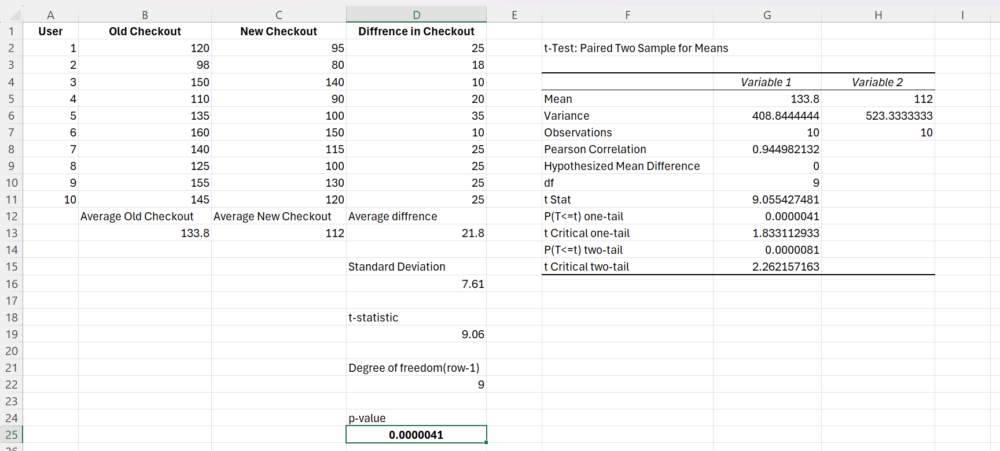 A B C D E F G H I
1 User Old Checkout New Checkout Diffrence in Checkout
2 1 120 95 25 t-Test: Paired Two Sample for Means
3 2 98 80 18
4 3 150 140 10 Variable 1 Variable 2
5 4 110 90 20 Mean 133.8 112
6 5 135 100 35 Variance 408.8444444 523.3333333
7 6 160 150 10 Observations 10 10
8 7 140 115 25 Pearson Correlation 0.944982132
9 8 125 100 25 Hypothesized Mean Difference 0
10 9 155 130 25 df 9
11 10 145 120 25 t Stat 9.055427481
12 Average Old Checkout Average New Checkout Average diffrence P(T<=t) one-tail 0.0000041
13 133.8 112 21.8 t Critical one-tail 1.833112933
14 P(T<=t) two-tail 0.0000081
15 Standard Deviation t Critical two-tail 2.262157163
16 7.61
17
18 t-statistic
19 9.06
20
21 Degree of freedom(row-1)
22 9
23
24 p-value
25 0.0000041